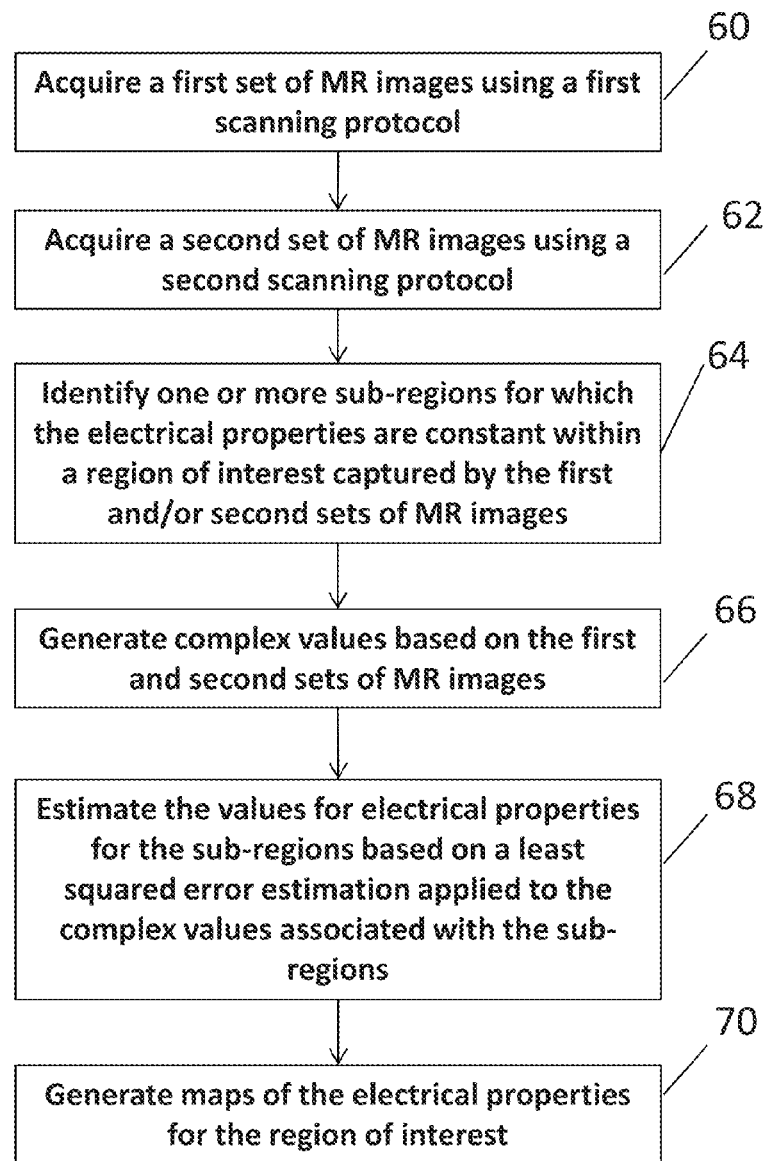 60
Acquire a first set of MR images using a first
scanning protocol
62
Acquire a second set of MR images using a
second scanning protocol
64
Identify one or more sub-regions for which
the electrical properties are constant within
a region of interest captured by the first
and/or second sets of MR images
66
Generate complex values based on the first
and second sets of MR images
68
Estimate the values for electrical properties
for the sub-regions based on a least
squared error estimation applied to the
complex values associated with the sub-
regions
70
Generate maps of the electrical properties
for the region of interest